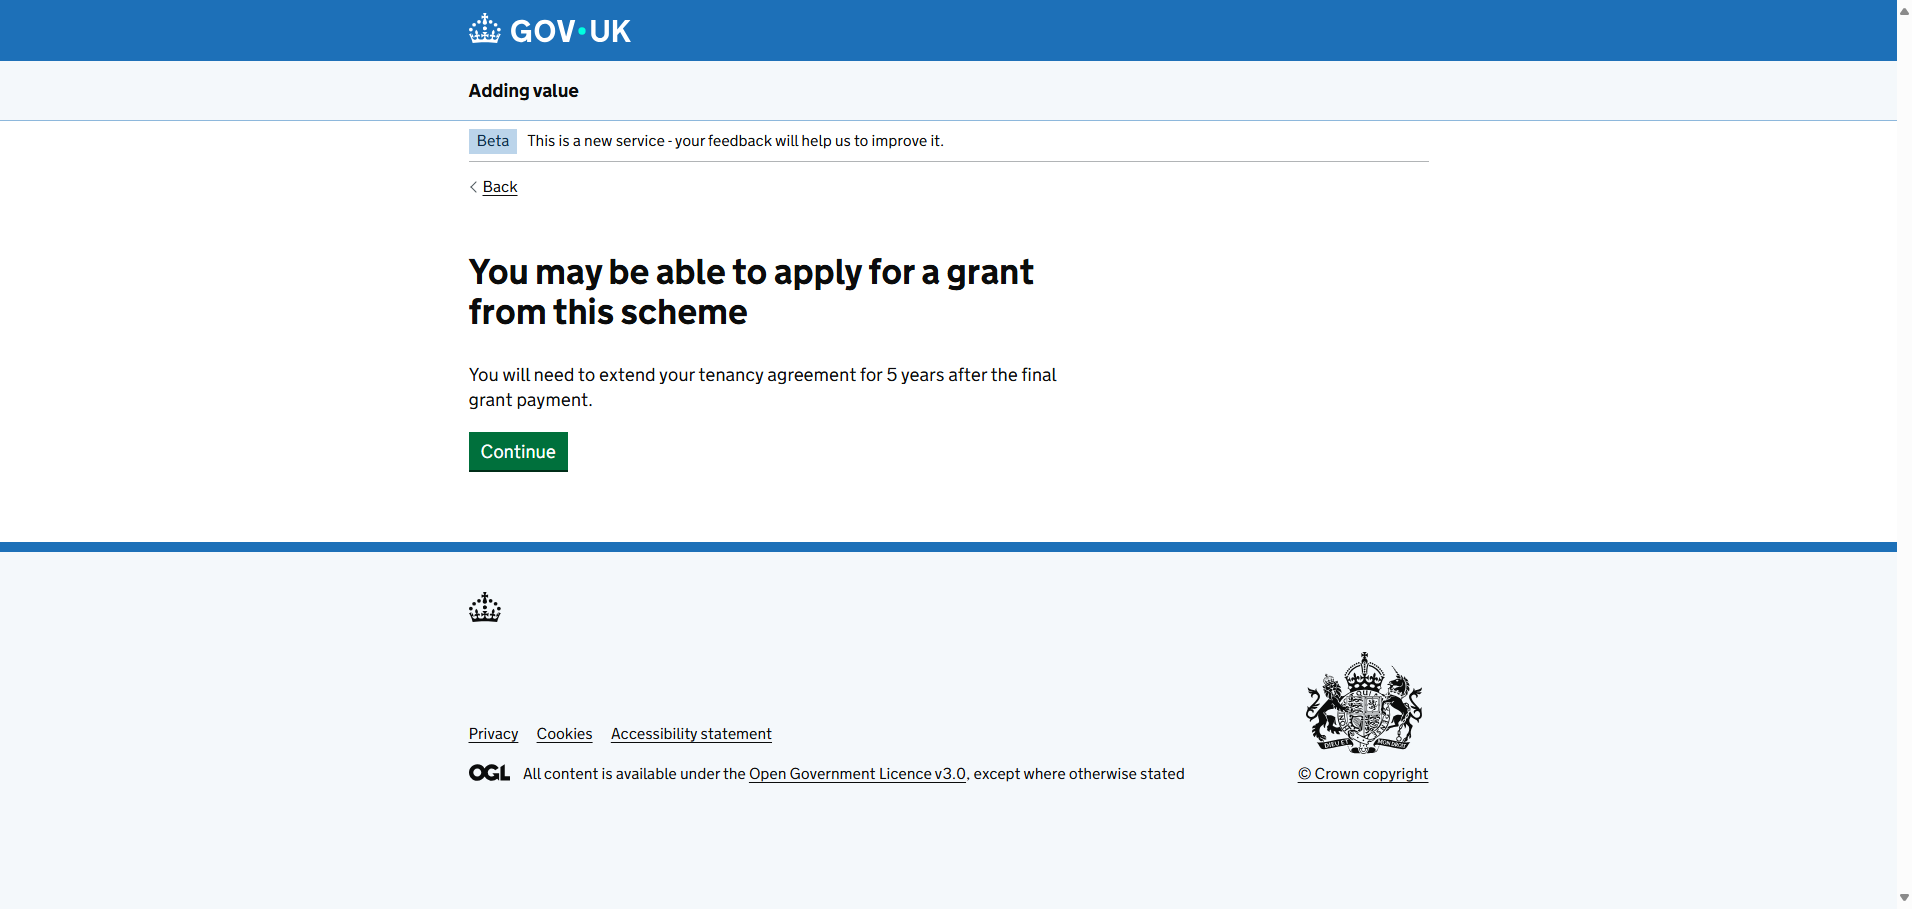 GOV·UK
Adding value
Beta This is a new service - your feedback will help us to improve it.
Back
You may be able to apply for a grant
from this scheme
You will need to extend your tenancy agreement for 5 years after the final
grant payment.
Continue
Privacy Cookies Accessibility statement
OGL All content is available under the Open Government Licence v3.0, except where otherwise stated
© Crown copyright